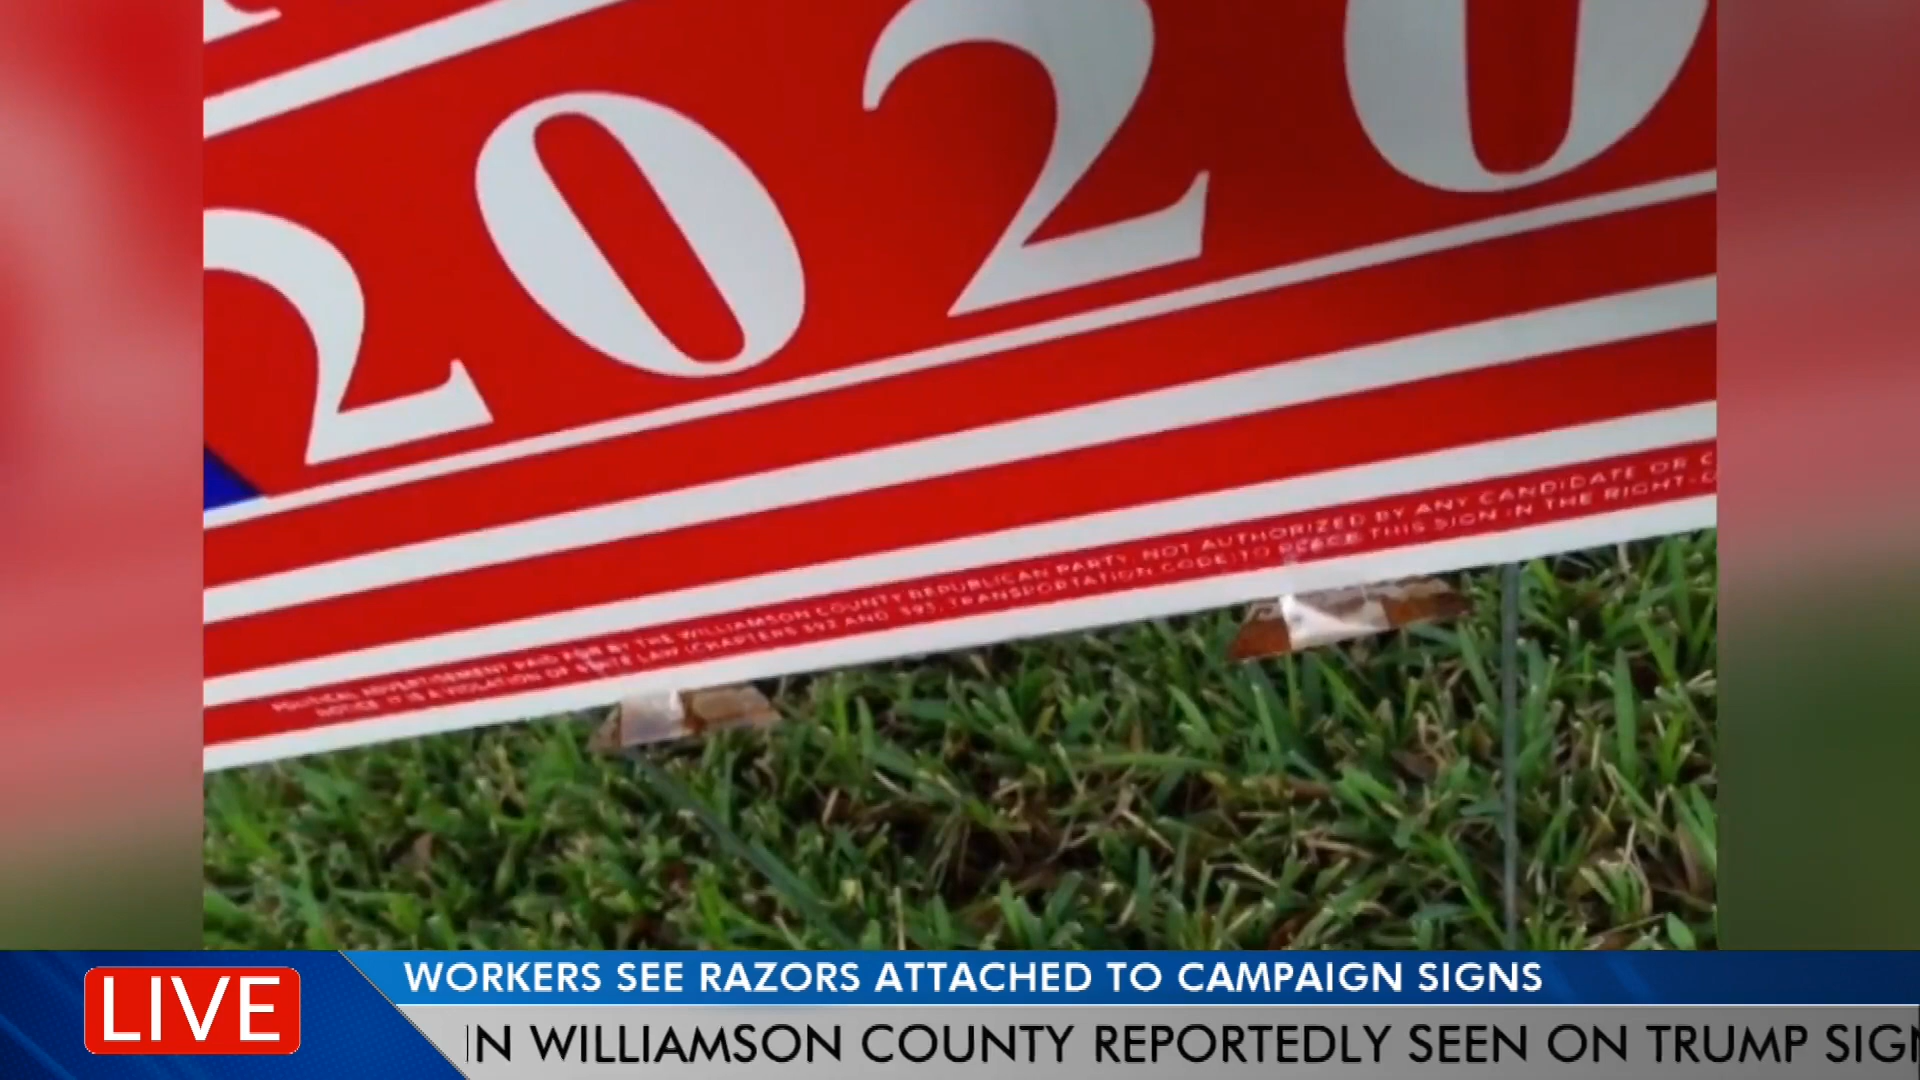 2020
POLITICAL ADVERTISEMENT PAID FOR BY THE WILLIAMSON COUNTY REPUBLICAN PARTY, NOT AUTHORIZED BY ANY CANDIDATE OR C
NOTICE: IT IS A VIOLATION OF STATE LAW (CHAPTERS 392 AND 393, TRANSPORTATION CODE) TO PLACE THIS SIGN IN THE RIGHT-O
LIVE
WORKERS SEE RAZORS ATTACHED TO CAMPAIGN SIGNS
IN WILLIAMSON COUNTY REPORTEDLY SEEN ON TRUMP SIGN